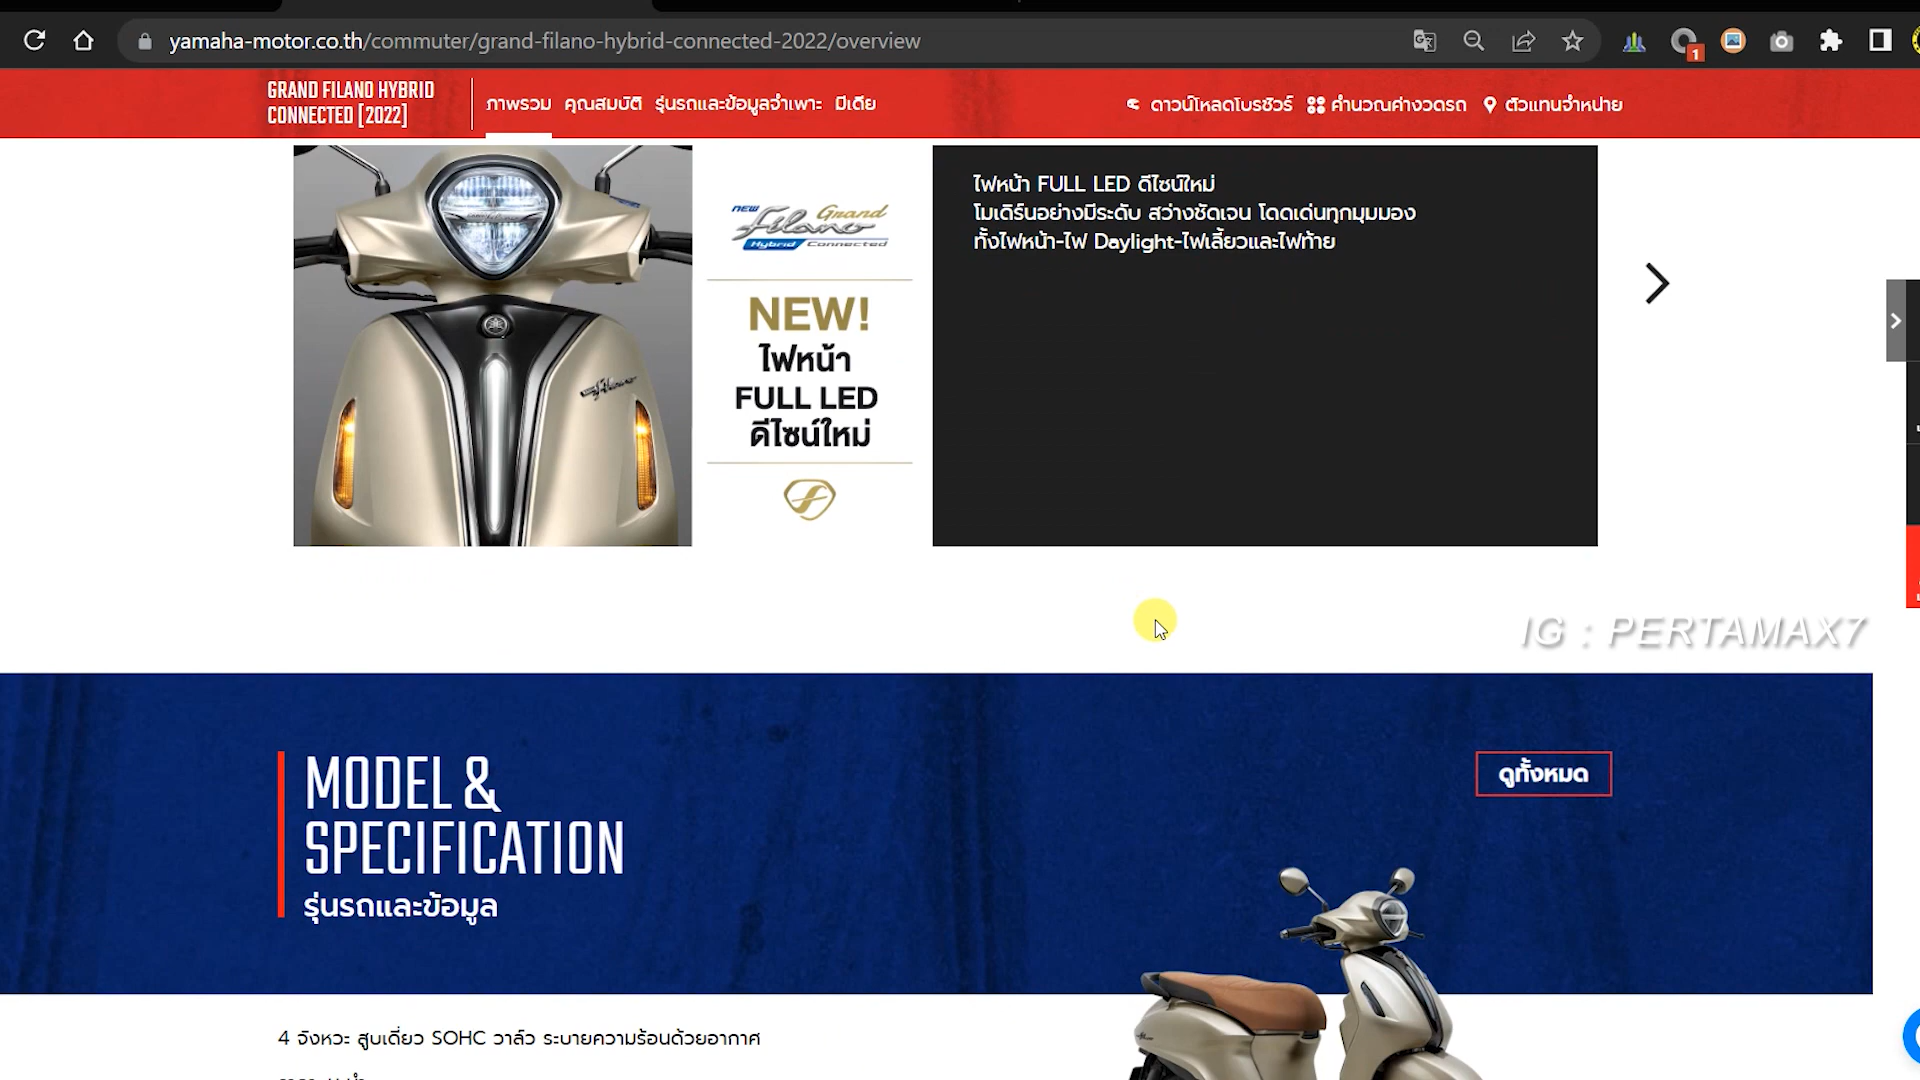 yamaha-motor.co.th/commuter/grand-filano-hybrid-connected-2022/overview
1
GRAND FILANO HYBRID
CONNECTED [2022]
ภาพรวม คุณสมบัติ รุ่นรถและข้อมูลจำเพาะ มีเดีย
ดาวน์โหลดโบรชัวร์ คำนวณค่างวดรถ ตัวแทนจำหน่าย
NEW Grand
Filano
Hybrid Connected
NEW!
ไฟหน้า
FULL LED
ดีไซน์ใหม่
Filano
ไฟหน้า FULL LED ดีไซน์ใหม่
โมเดิร์นอย่างมีระดับ สว่างชัดเจน โดดเด่นทุกมุมมอง
ทั้งไฟหน้า-ไฟ Daylight-ไฟเลี้ยวและไฟท้าย
IG : PERTAMAX7
MODEL &
SPECIFICATION
รุ่นรถและข้อมูล
ดูทั้งหมด
4 จังหวะ สูบเดี่ยว SOHC วาล์ว ระบายความร้อนด้วยอากาศ